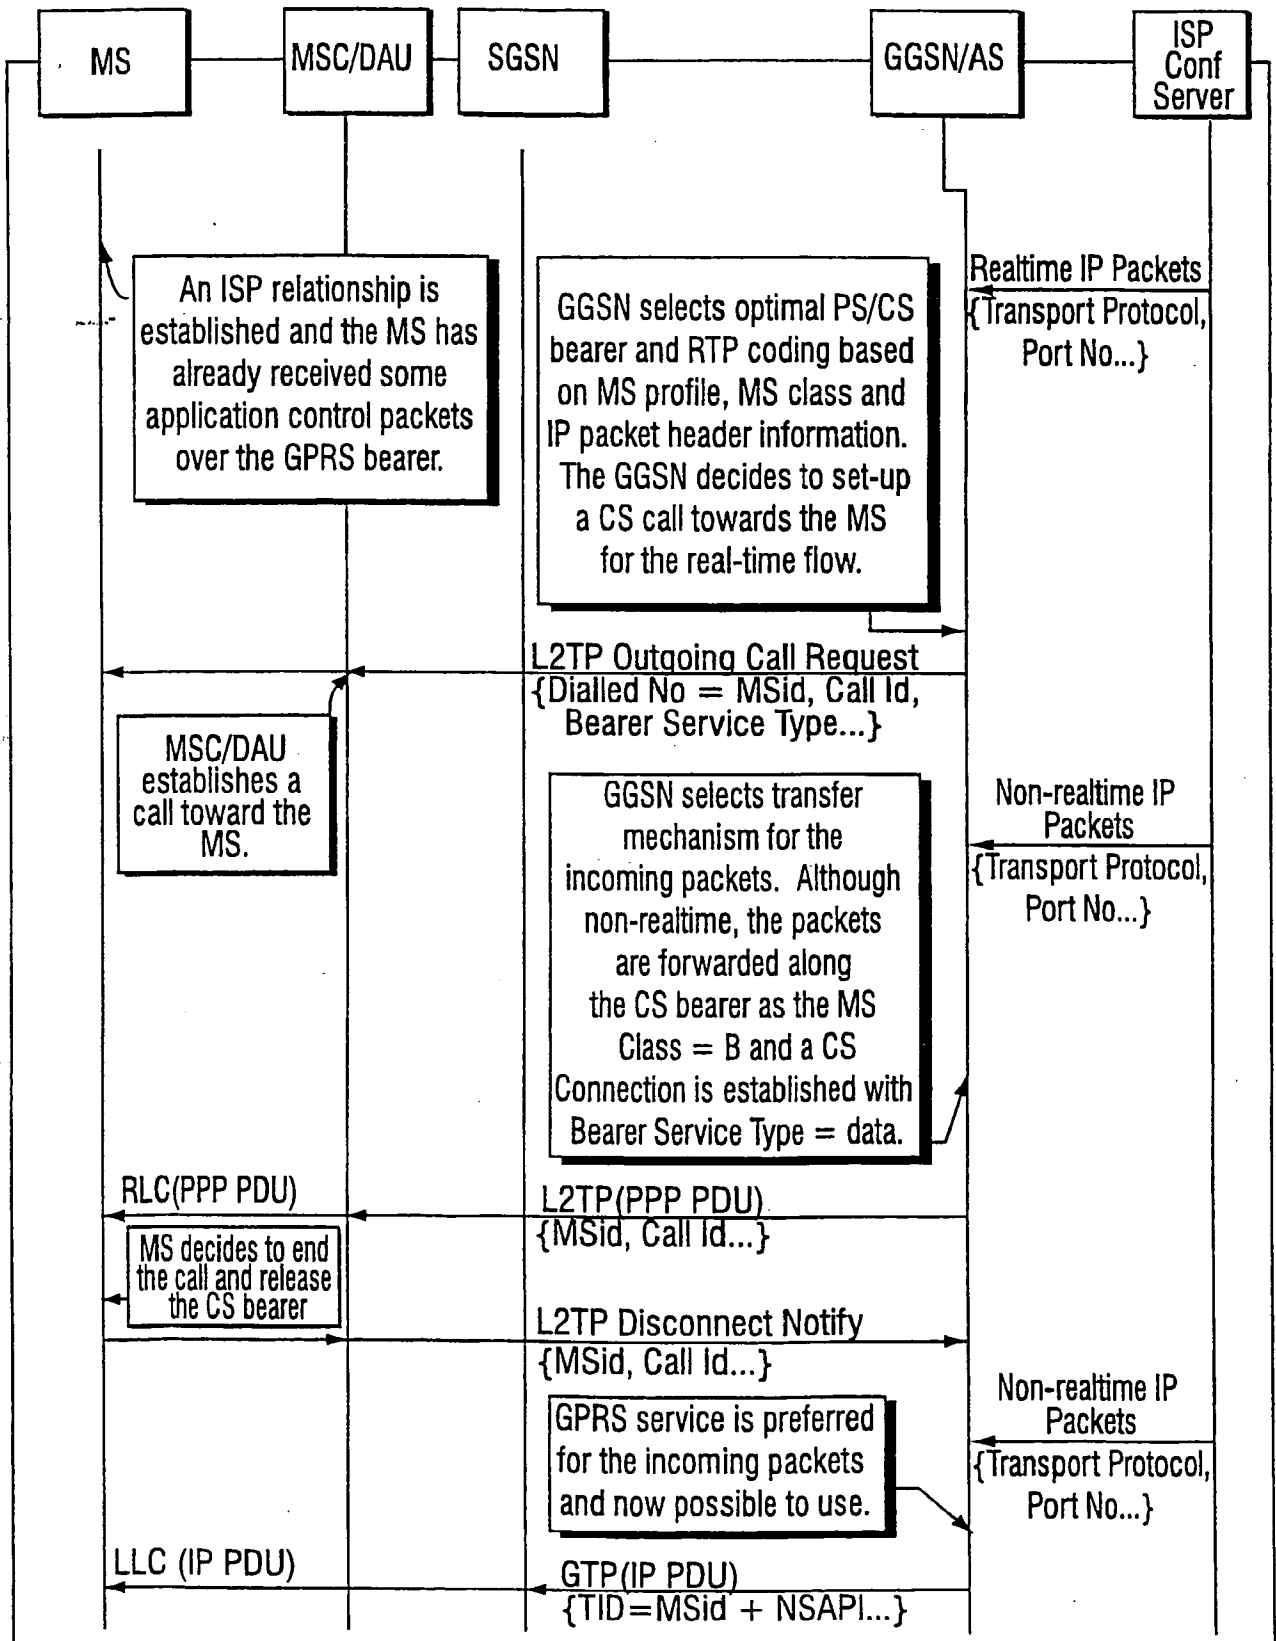 MS
MSC/DAU
SGSN
GGSN/AS
ISP
Conf
Server
An ISP relationship is
established and the MS has
already received some
application control packets
over the GPRS bearer.
GGSN selects optimal PS/CS
bearer and RTP coding based
on MS profile, MS class and
IP packet header information.
The GGSN decides to set-up
a CS call towards the MS
for the real-time flow.
Realtime IP Packets
{Transport Protocol,
Port No...}
L2TP Outgoing Call Request
{Dialled No = MSid, Call Id,
Bearer Service Type...}
MSC/DAU
establishes a
call toward the
MS.
GGSN selects transfer
mechanism for the
incoming packets. Although
non-realtime, the packets
are forwarded along
the CS bearer as the MS
Class = B and a CS
Connection is established with
Bearer Service Type = data.
Non-realtime IP
Packets
{Transport Protocol,
Port No...}
RLC(PPP PDU)
L2TP(PPP PDU)
{MSid, Call Id...}
MS decides to end
the call and release
the CS bearer
L2TP Disconnect Notify
{MSid, Call Id...}
GPRS service is preferred
for the incoming packets
and now possible to use.
Non-realtime IP
Packets
{Transport Protocol,
Port No...}
LLC (IP PDU)
GTP(IP PDU)
{TID=MSid + NSAPI...}